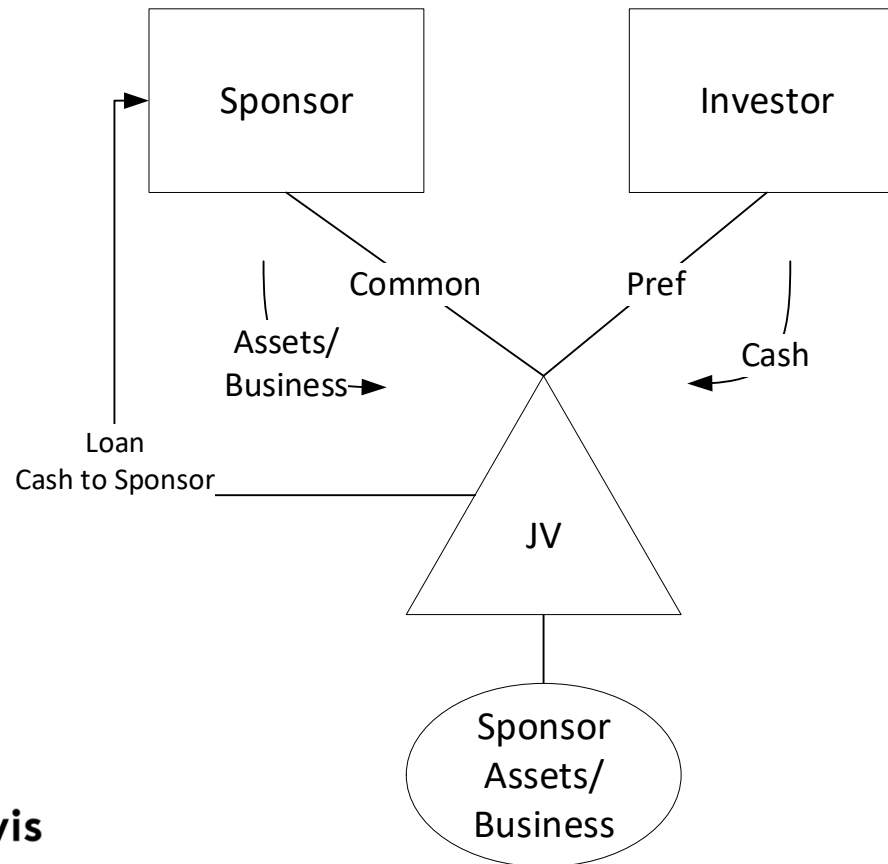 Sponsor
Investor
Common
Pref
Assets/
Business
Cash
Loan
Cash to Sponsor
JV
Sponsor
Assets/
Business